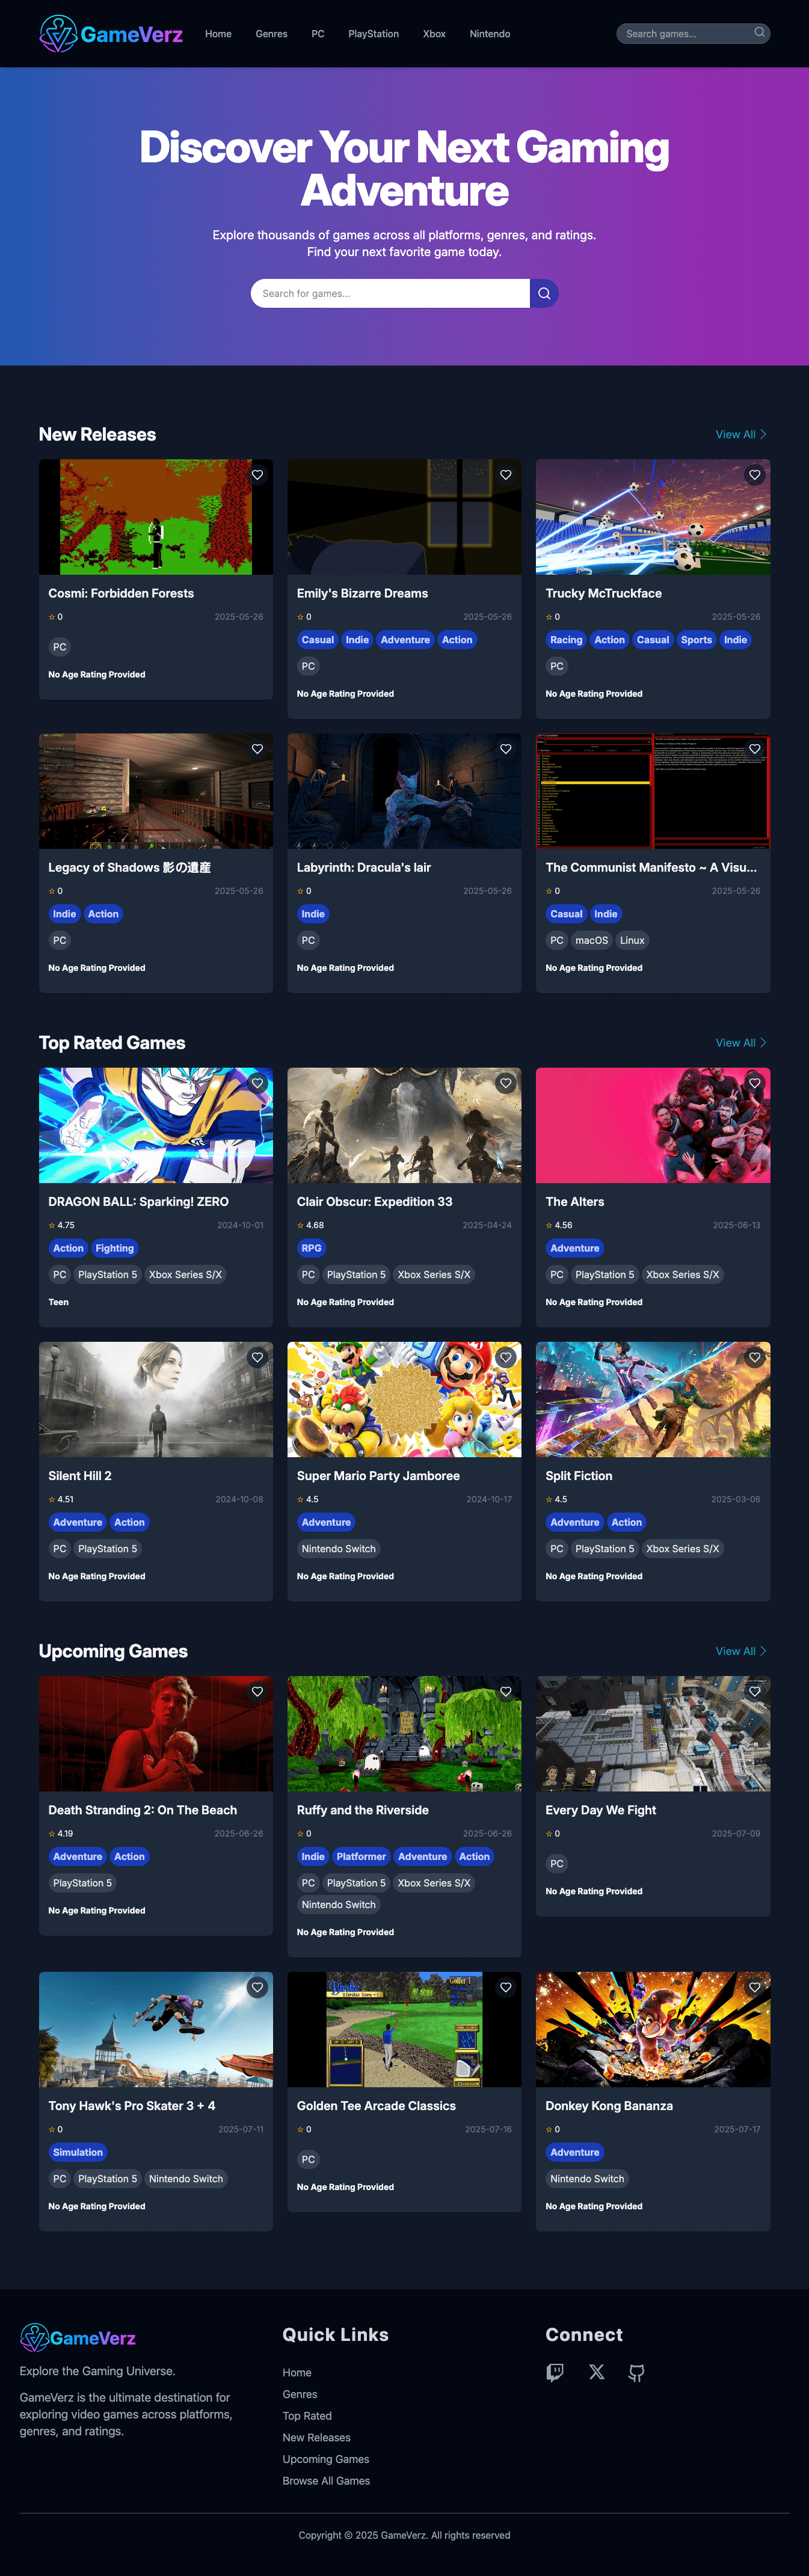 GameVerz
Home Genres PC PlayStation Xbox Nintendo
Search games...
Discover Your Next Gaming
Adventure
Explore thousands of games across all platforms, genres, and ratings.
Find your next favorite game today.
Search for games...
New Releases
View All
Cosmi: Forbidden Forests
0 2025-05-26
PC
No Age Rating Provided
Emily's Bizarre Dreams
0 2025-05-26
Casual Indie Adventure Action
PC
No Age Rating Provided
Trucky McTruckface
0 2025-05-26
Racing Action Casual Sports Indie
PC
No Age Rating Provided
Legacy of Shadows 影の遺産
0 2025-05-26
Indie Action
PC
No Age Rating Provided
Labyrinth: Dracula's lair
0 2025-05-26
Indie
PC
No Age Rating Provided
The Communist Manifesto ~ A Visu...
0 2025-05-26
Casual Indie
PC macOS Linux
No Age Rating Provided
Top Rated Games
View All
DRAGON BALL: Sparking! ZERO
4.75 2024-10-01
Action Fighting
PC PlayStation 5 Xbox Series S/X
Teen
Clair Obscur: Expedition 33
4.68 2025-04-24
RPG
PC PlayStation 5 Xbox Series S/X
No Age Rating Provided
The Alters
4.56 2025-06-13
Adventure
PC PlayStation 5 Xbox Series S/X
No Age Rating Provided
Silent Hill 2
4.51 2024-10-08
Adventure Action
PC PlayStation 5
No Age Rating Provided
Super Mario Party Jamboree
4.5 2024-10-17
Adventure
Nintendo Switch
No Age Rating Provided
Split Fiction
4.5 2025-03-06
Adventure Action
PC PlayStation 5 Xbox Series S/X
No Age Rating Provided
Upcoming Games
View All
Death Stranding 2: On The Beach
4.19 2025-06-26
Adventure Action
PlayStation 5
No Age Rating Provided
Ruffy and the Riverside
0 2025-06-26
Indie Platformer Adventure Action
PC PlayStation 5 Xbox Series S/X
Nintendo Switch
No Age Rating Provided
Every Day We Fight
0 2025-07-09
PC
No Age Rating Provided
Tony Hawk's Pro Skater 3 + 4
0 2025-07-11
Simulation
PC PlayStation 5 Nintendo Switch
No Age Rating Provided
Golfer 1
Golden Tee Arcade Classics
0 2025-07-16
PC
No Age Rating Provided
Donkey Kong Bananza
0 2025-07-17
Adventure
Nintendo Switch
No Age Rating Provided
GameVerz
Explore the Gaming Universe.
GameVerz is the ultimate destination for
exploring video games across platforms,
genres, and ratings.
Quick Links
Home
Genres
Top Rated
New Releases
Upcoming Games
Browse All Games
Connect
Copyright © 2025 GameVerz. All rights reserved